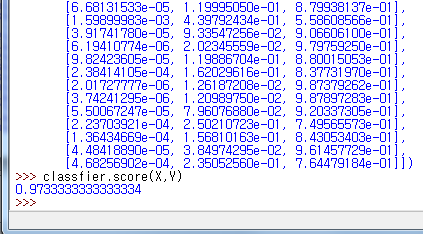 [6.68131533e-05, 1.19995050e-01, 8.79938137e-01],
[1.59899983e-03, 4.39792434e-01, 5.58608566e-01],
[3.91741780e-05, 9.33547256e-02, 9.06606100e-01],
[6.19410774e-06, 2.02345559e-02, 9.79759250e-01],
[9.82423605e-05, 1.19886704e-01, 8.80015053e-01],
[2.38414105e-04, 1.62029616e-01, 8.37731970e-01],
[2.01727777e-06, 1.26187208e-02, 9.87379262e-01],
[3.74241295e-06, 1.20989750e-02, 9.87897283e-01],
[5.50067247e-05, 7.96076880e-02, 9.20337305e-01],
[2.23703921e-04, 2.50210723e-01, 7.49565573e-01],
[1.36434669e-04, 1.56810163e-01, 8.43053403e-01],
[4.48418890e-05, 3.84974295e-02, 9.61457729e-01],
[4.68256902e-04, 2.35052560e-01, 7.64479184e-01]])
>>> classfier.score(X,Y)
0.9733333333333334
>>>